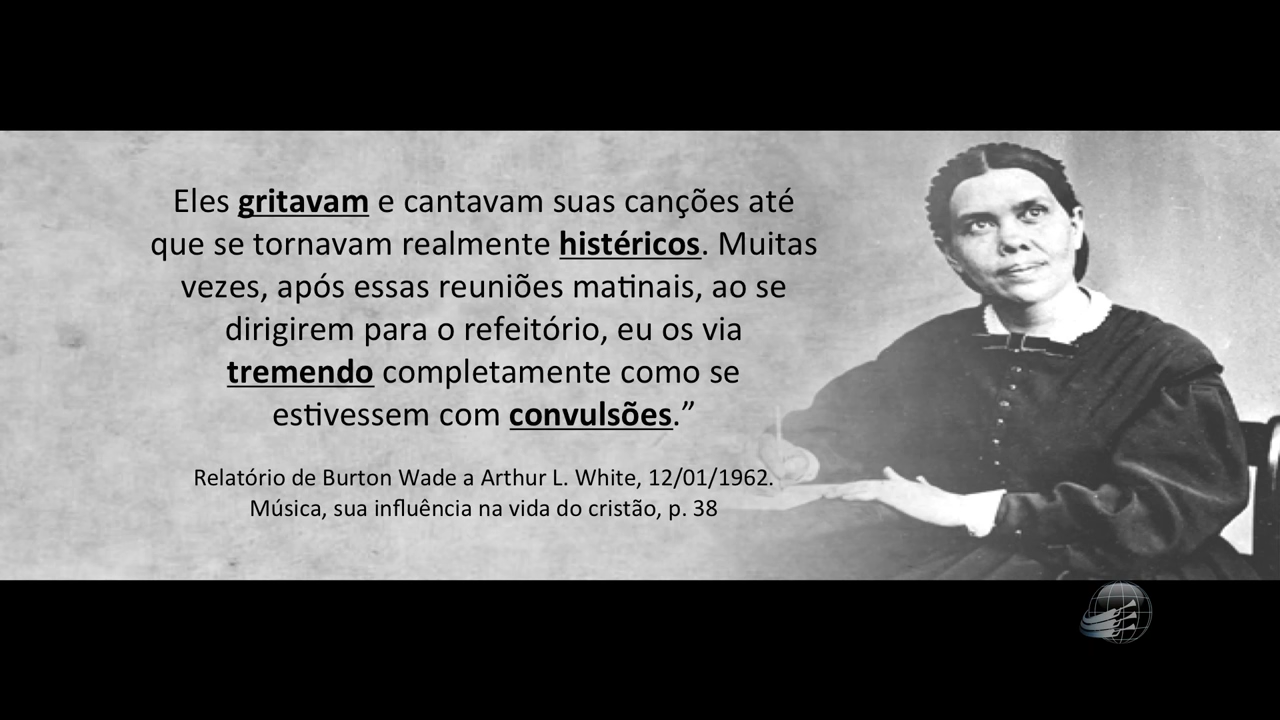 Eles gritavam e cantavam suas canções até
que se tornavam realmente histéricos. Muitas
vezes, após essas reuniões matinais, ao se
dirigirem para o refeitório, eu os via
tremendo completamente como se
estivessem com convulsões.”
Relatório de Burton Wade a Arthur L. White, 12/01/1962.
Música, sua influência na vida do cristão, p. 38